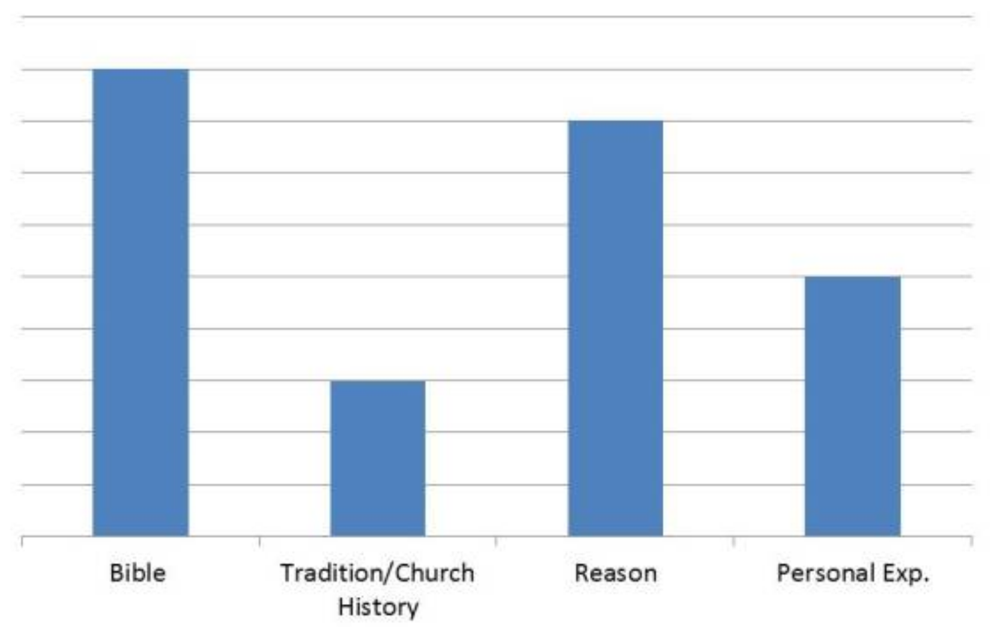 Bible
Tradition/Church
History
Reason
Personal Exp.